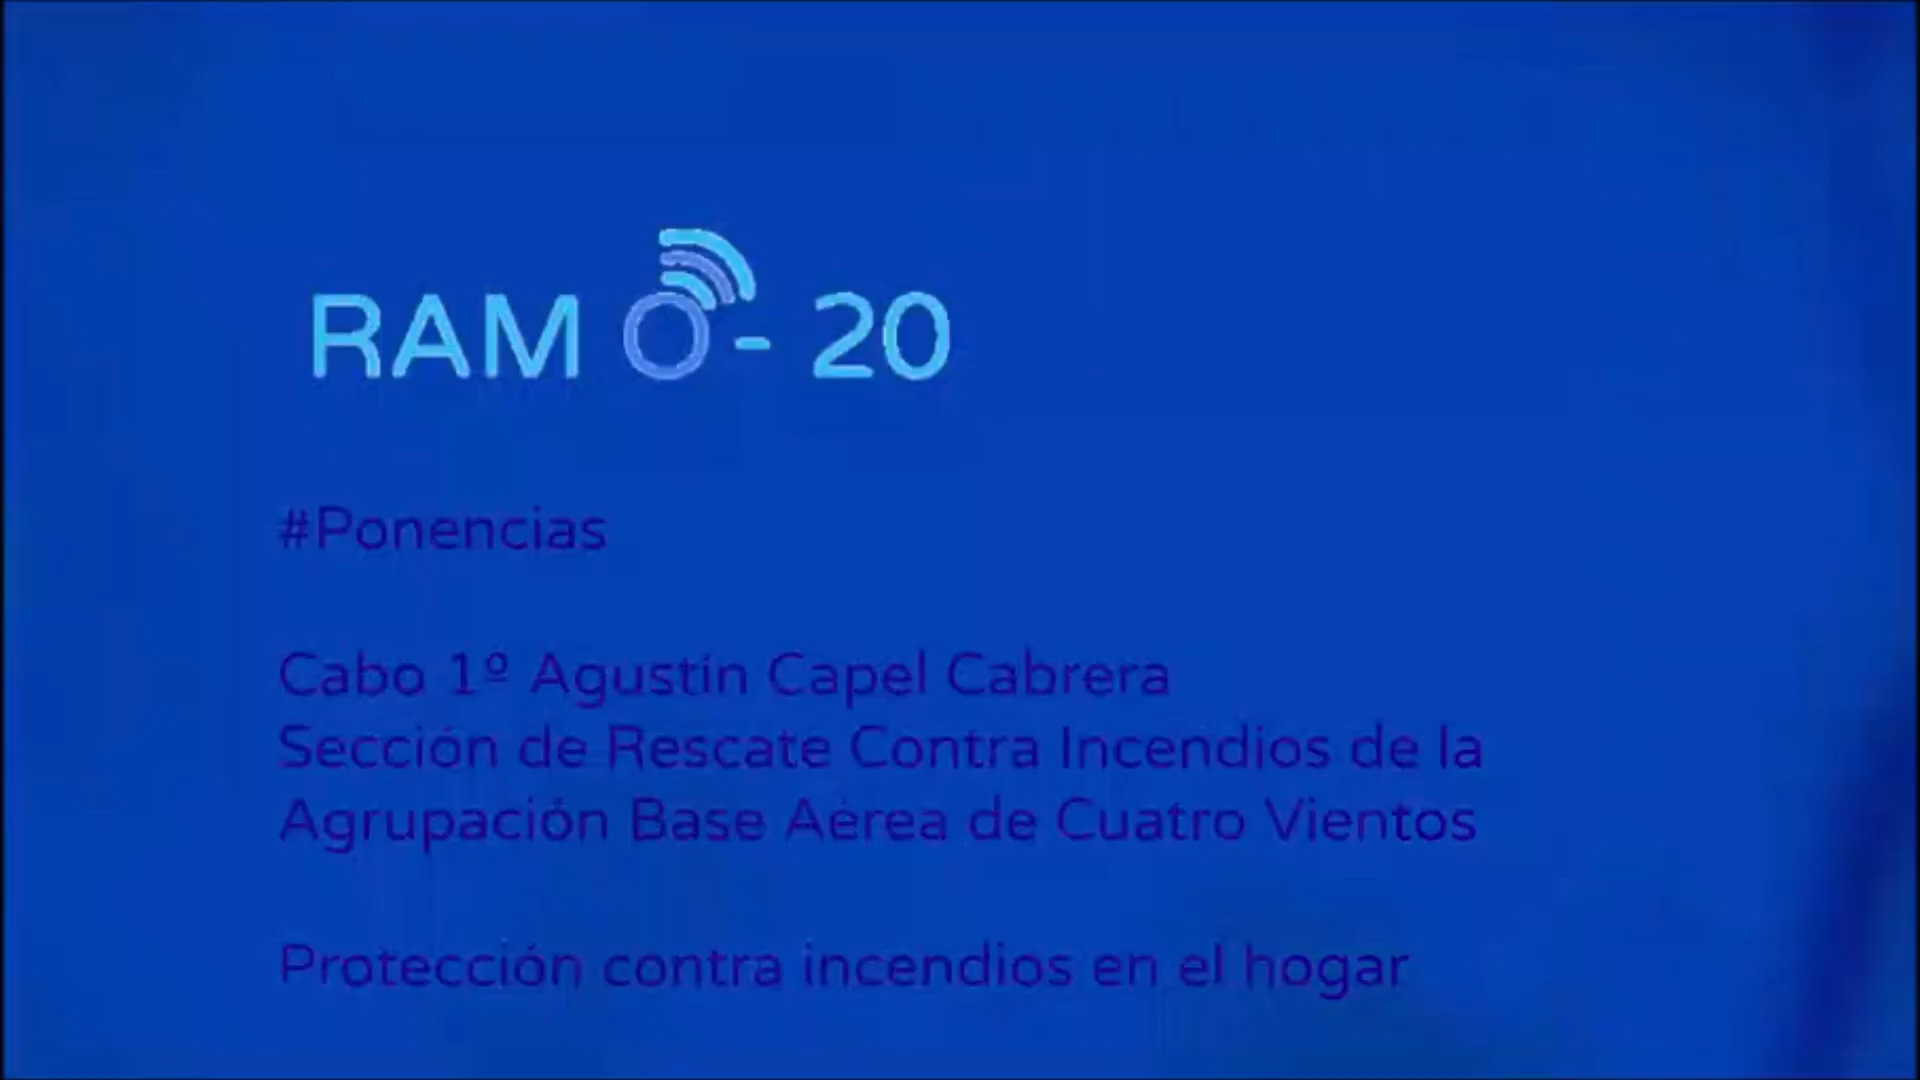 RAM O- 20
#Ponencias
Cabo 1º Agustín Capel Cabrera
Sección de Rescate Contra Incendios de la
Agrupación Base Aérea de Cuatro Vientos
Protección contra incendios en el hogar